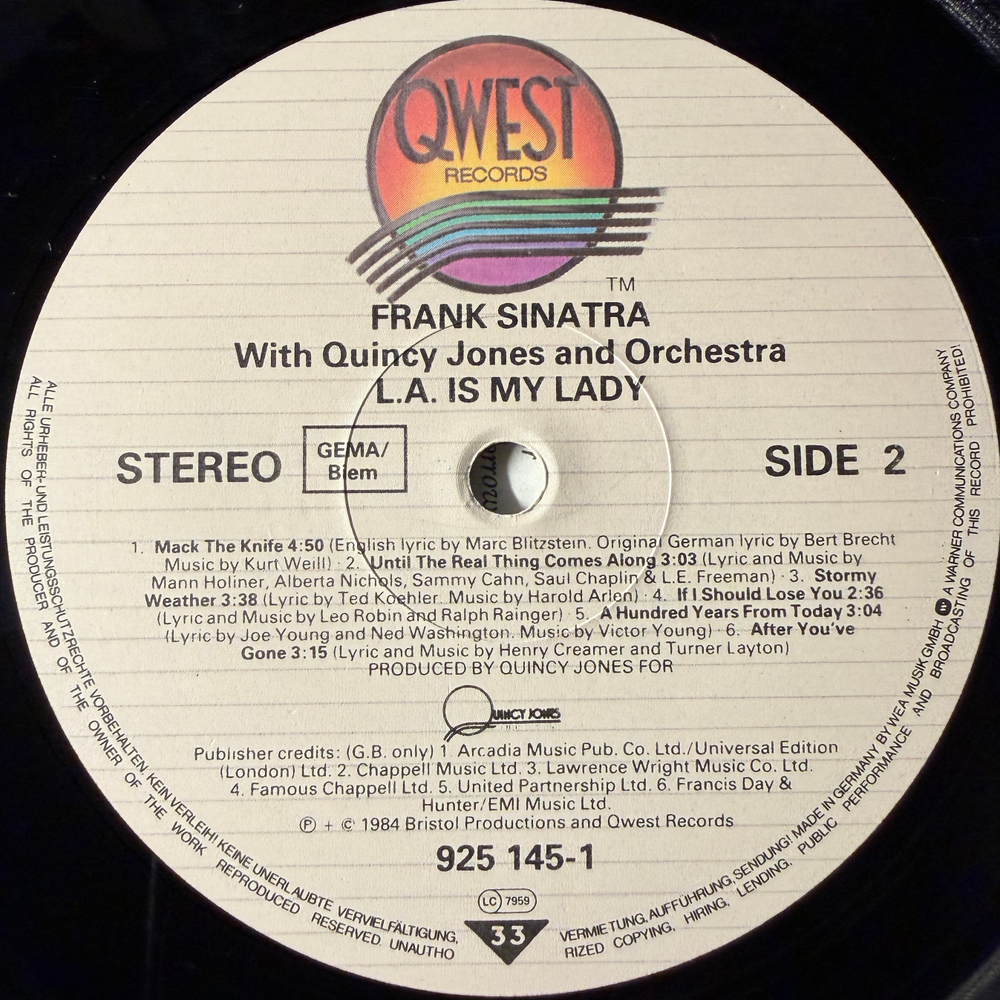 QWEST
RECORDS
TM
FRANK SINATRA
With Quincy Jones and Orchestra
L.A. IS MY LADY
STEREO
GEMA/
Biem
SIDE 2
1. Mack The Knife 4:50 (English lyric by Marc Blitzstein. Original German lyric by Bert Brecht
Music by Kurt Weill) · 2. Until The Real Thing Comes Along 3:03 (Lyric and Music by
Mann Holiner, Alberta Nichols, Sammy Cahn, Saul Chaplin & L.E. Freeman) · 3. Stormy
Weather 3:38 (Lyric by Ted Koehler. Music by Harold Arlen) · 4. If I Should Lose You 2:36
(Lyric and Music by Leo Robin and Ralph Rainger) · 5. A Hundred Years From Today 3:04
(Lyric by Joe Young and Ned Washington. Music by Victor Young) · 6. After You've
Gone 3:15 (Lyric and Music by Henry Creamer and Turner Layton)
PRODUCED BY QUINCY JONES FOR
QUINCY JONES
Publisher credits: (G.B. only) 1 Arcadia Music Pub. Co. Ltd./Universal Edition
(London) Ltd. 2. Chappell Music Ltd. 3. Lawrence Wright Music Co. Ltd.
4. Famous Chappell Ltd. 5. United Partnership Ltd. 6. Francis Day &
Hunter/EMI Music Ltd.
℗ + © 1984 Bristol Productions and Qwest Records
925 145-1
LC 7959
33
ALLE URHEBER- UND LEISTUNGSSCHUTZRECHTE VORBEHALTEN KEIN VERLEIH! KEINE UNERLAUBTE VERVIELFÄLTIGUNG, VERMIETUNG, AUFFÜHRUNG, SENDUNG! MADE IN GERMANY BY WEA MUSIK GMBH W A WARNER COMMUNICATIONS COMPANY
ALL RIGHTS OF THE PRODUCER AND OF THE OWNER OF THE WORK REPRODUCED RESERVED. UNAUTHORIZED COPYING, HIRING, LENDING, PUBLIC PERFORMANCE AND BROADCASTING OF THIS RECORD PROHIBITED!